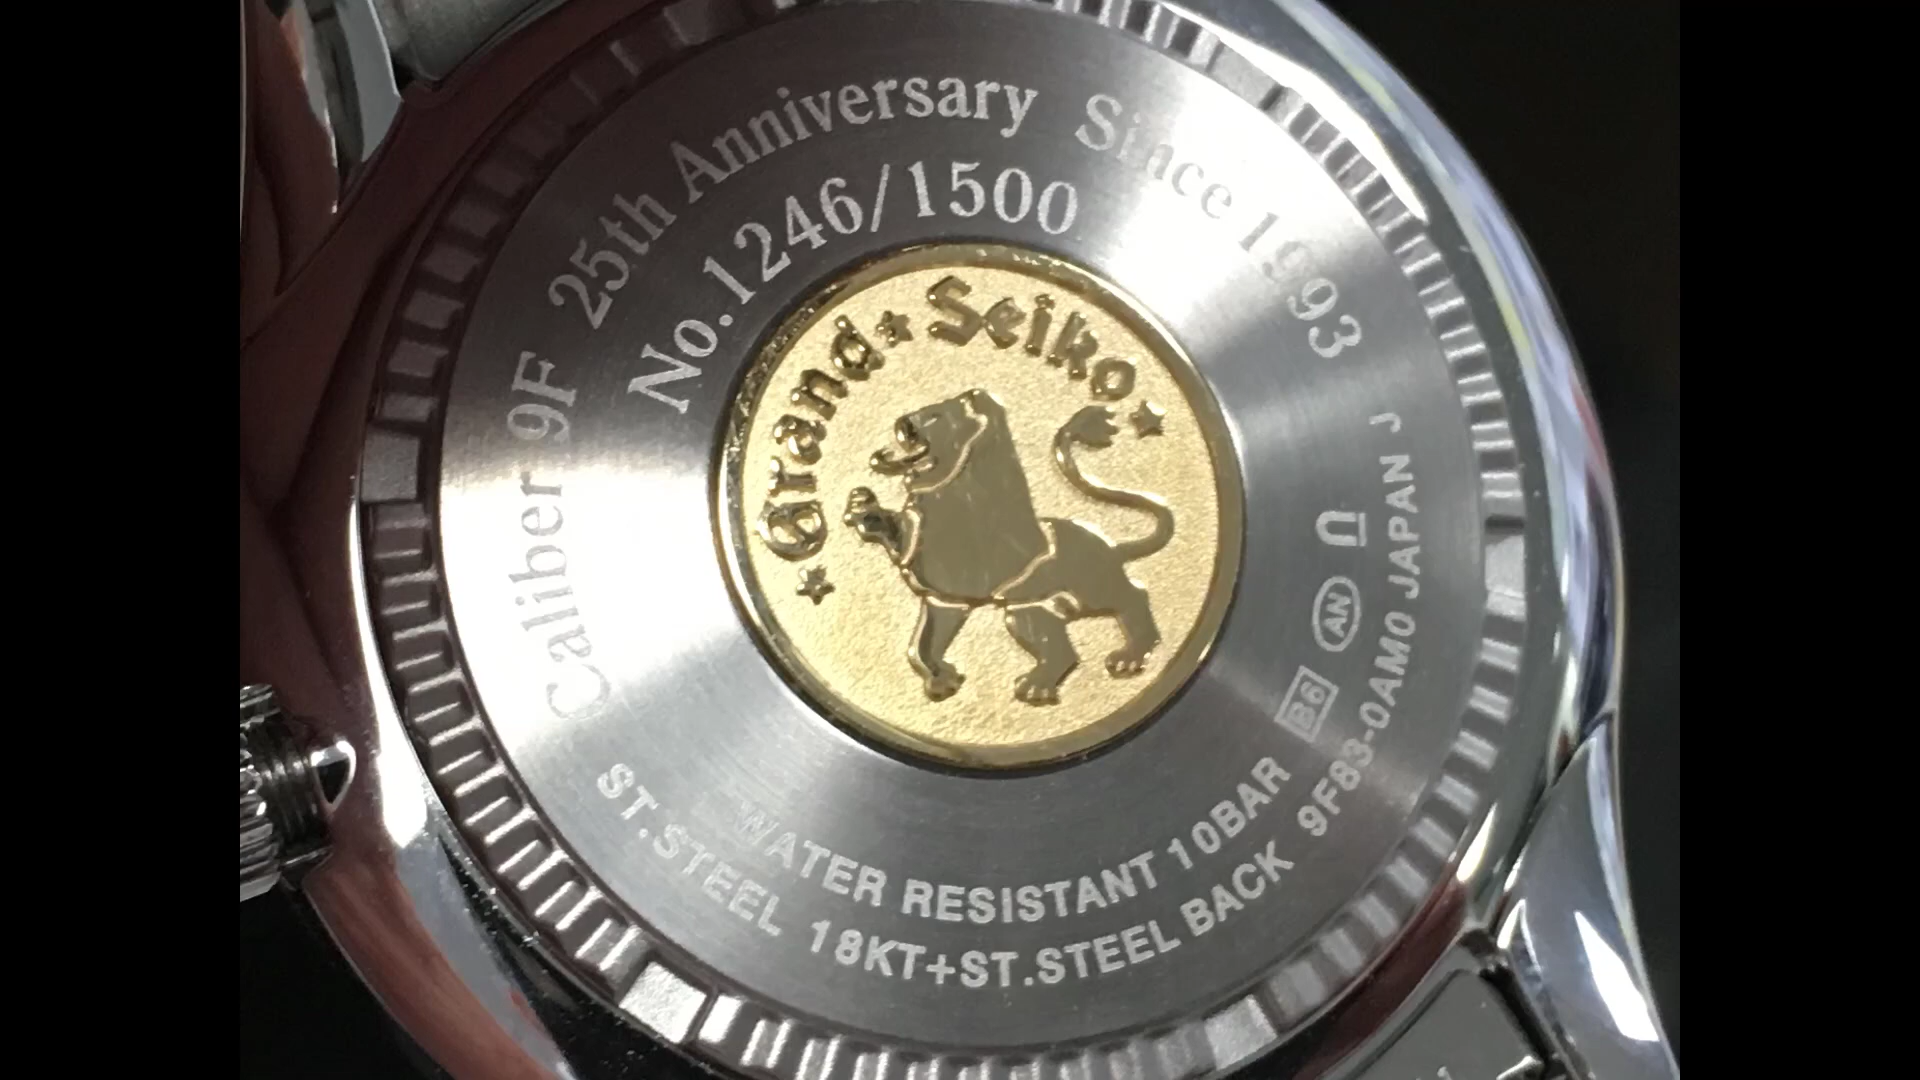 Caliber 9F 25th Anniversary Since 1993
No.1246/1500
★Grand★Seiko★
WATER RESISTANT 10BAR B6 AN U
ST.STEEL 18KT+ST.STEEL BACK 9F83-0AM0 JAPAN J